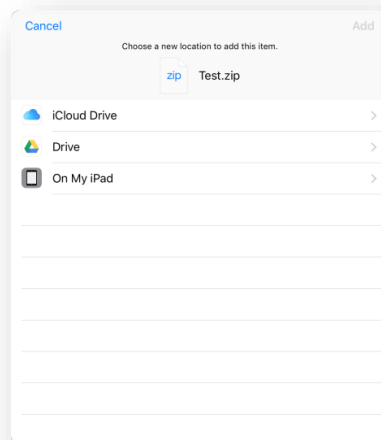 Cancel Add
Choose a new location to add this item.
zip Test.zip
iCloud Drive
Drive
On My iPad